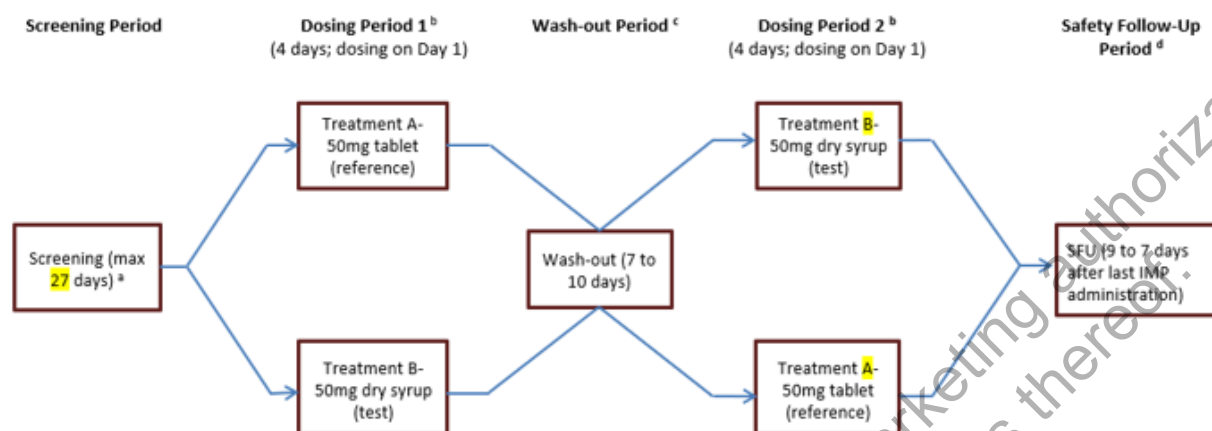 Screening Period
Dosing Period 1 b
(4 days; dosing on Day 1)
Wash-out Period c
Dosing Period 2 b
(4 days; dosing on Day 1)
Safety Follow-Up
Period d
Treatment A-
50mg tablet
(reference)
Treatment B-
50mg dry syrup
(test)
Screening (max
27 days) a
Wash-out (7 to
10 days)
SFU (9 to 7 days
after last IMP
administration)
Treatment B-
50mg dry syrup
(test)
Treatment A-
50mg tablet
(reference)
thereof.